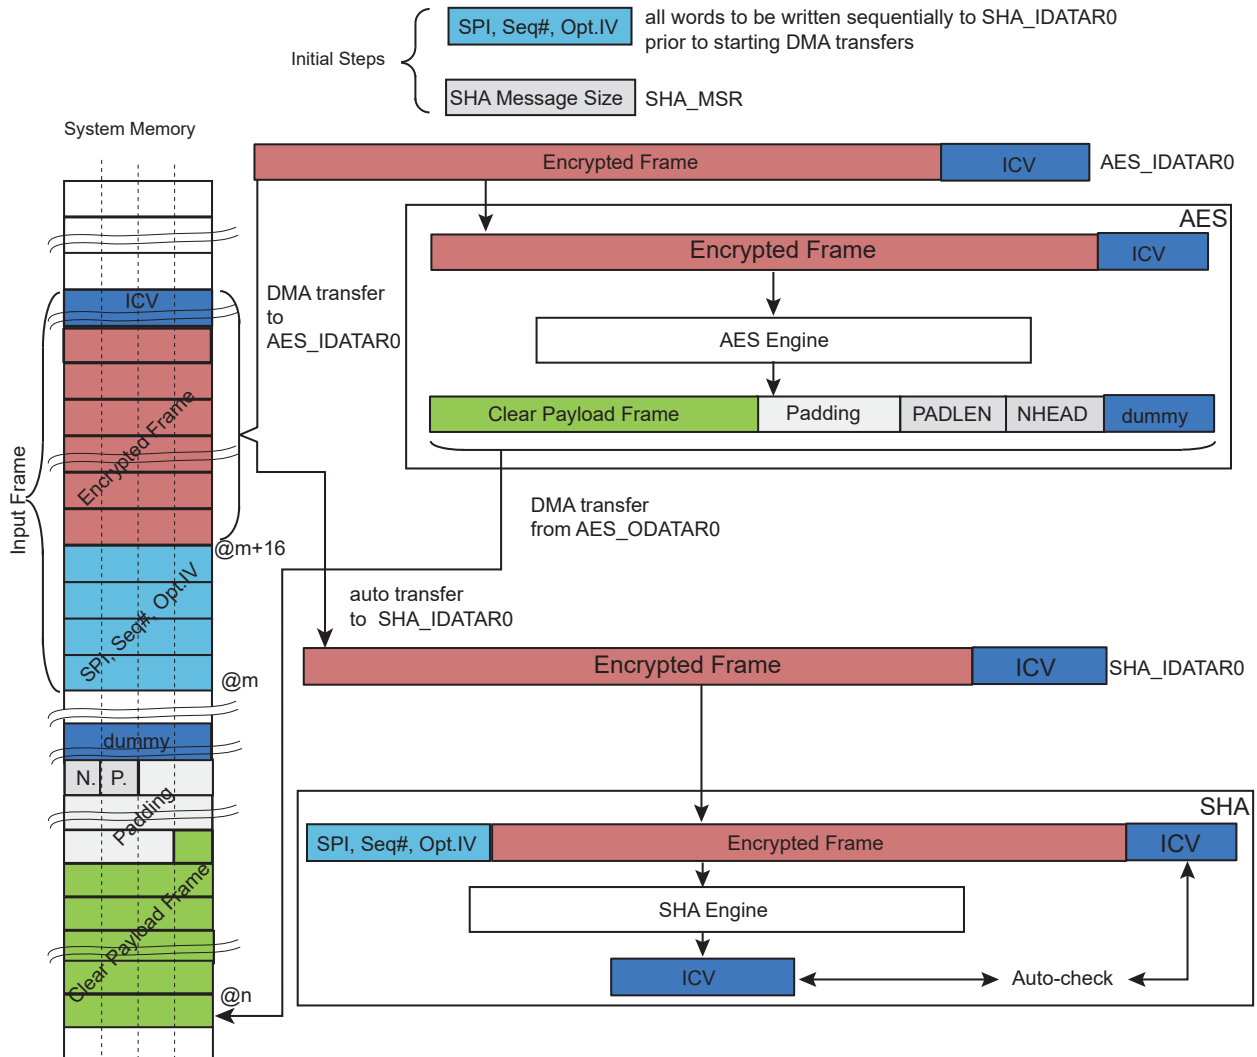 SPI, Seq#, Opt.IV
all words to be written sequentially to SHA_IDATAR0
prior to starting DMA transfers
Initial Steps
SHA Message Size
SHA_MSR
System Memory
Encrypted Frame
ICV
AES_IDATAR0
AES
Encrypted Frame
ICV
ICV
DMA transfer
to
AES_IDATAR0
AES Engine
Clear Payload Frame
Padding
PADLEN
NHEAD
dummy
Input Frame
Encrypted Frame
DMA transfer
from AES_ODATAR0
@m+16
auto transfer
to SHA_IDATAR0
SPI, Seq#, Opt.IV
Encrypted Frame
ICV
SHA_IDATAR0
@m
dummy
N.
P.
Padding
SHA
SPI, Seq#, Opt.IV
Encrypted Frame
ICV
Clear Payload Frame
SHA Engine
ICV
Auto-check
@n